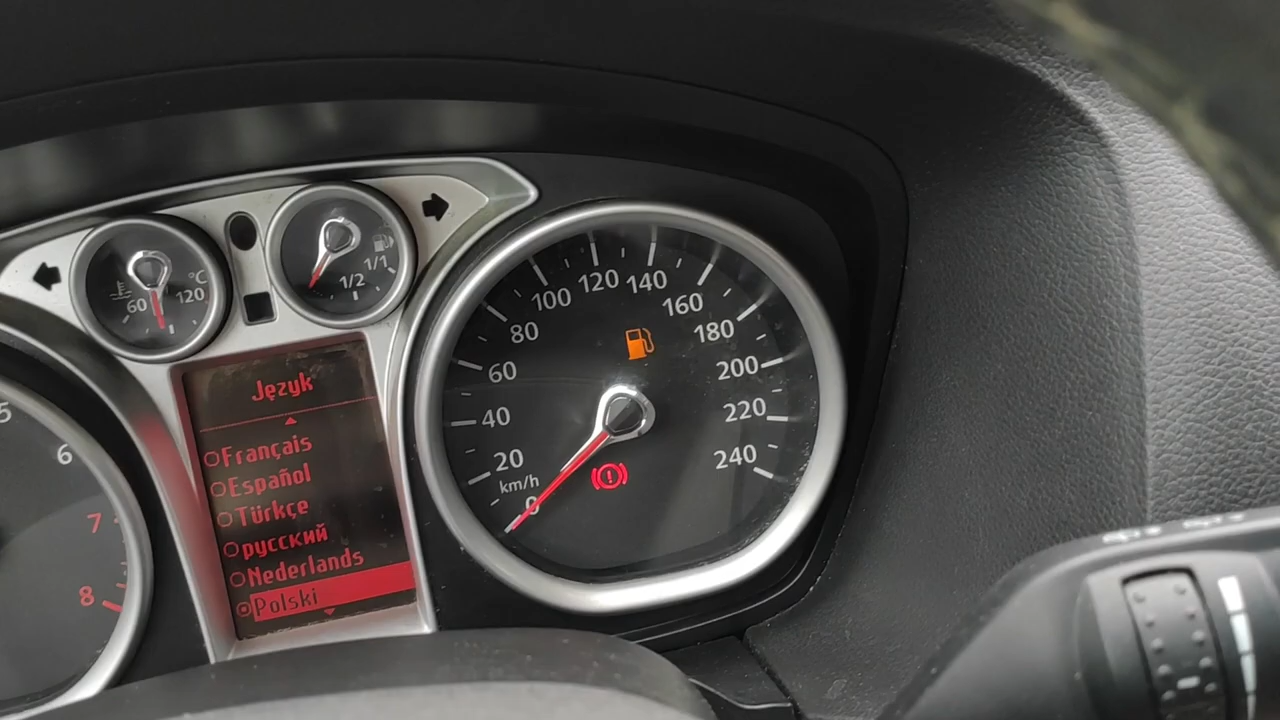 5
6
7
8
60
120
°C
1/2
1/1
Język
Français
Español
Türkçe
русский
Nederlands
Polski
0
20
40
60
80
100
120
140
160
180
200
220
240
km/h